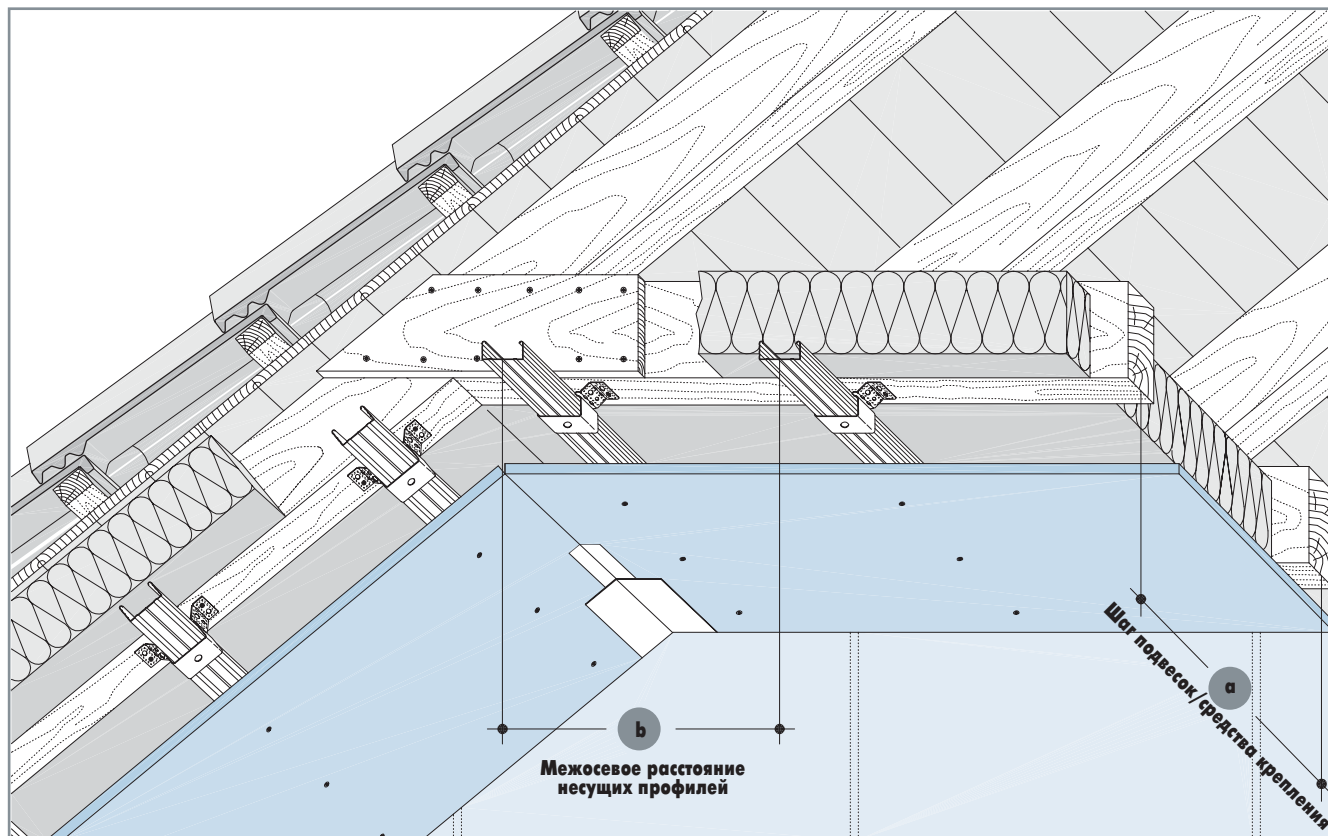 b
Межосевое расстояние
несущих профилей
a
Шаг подвесок/средства крепления